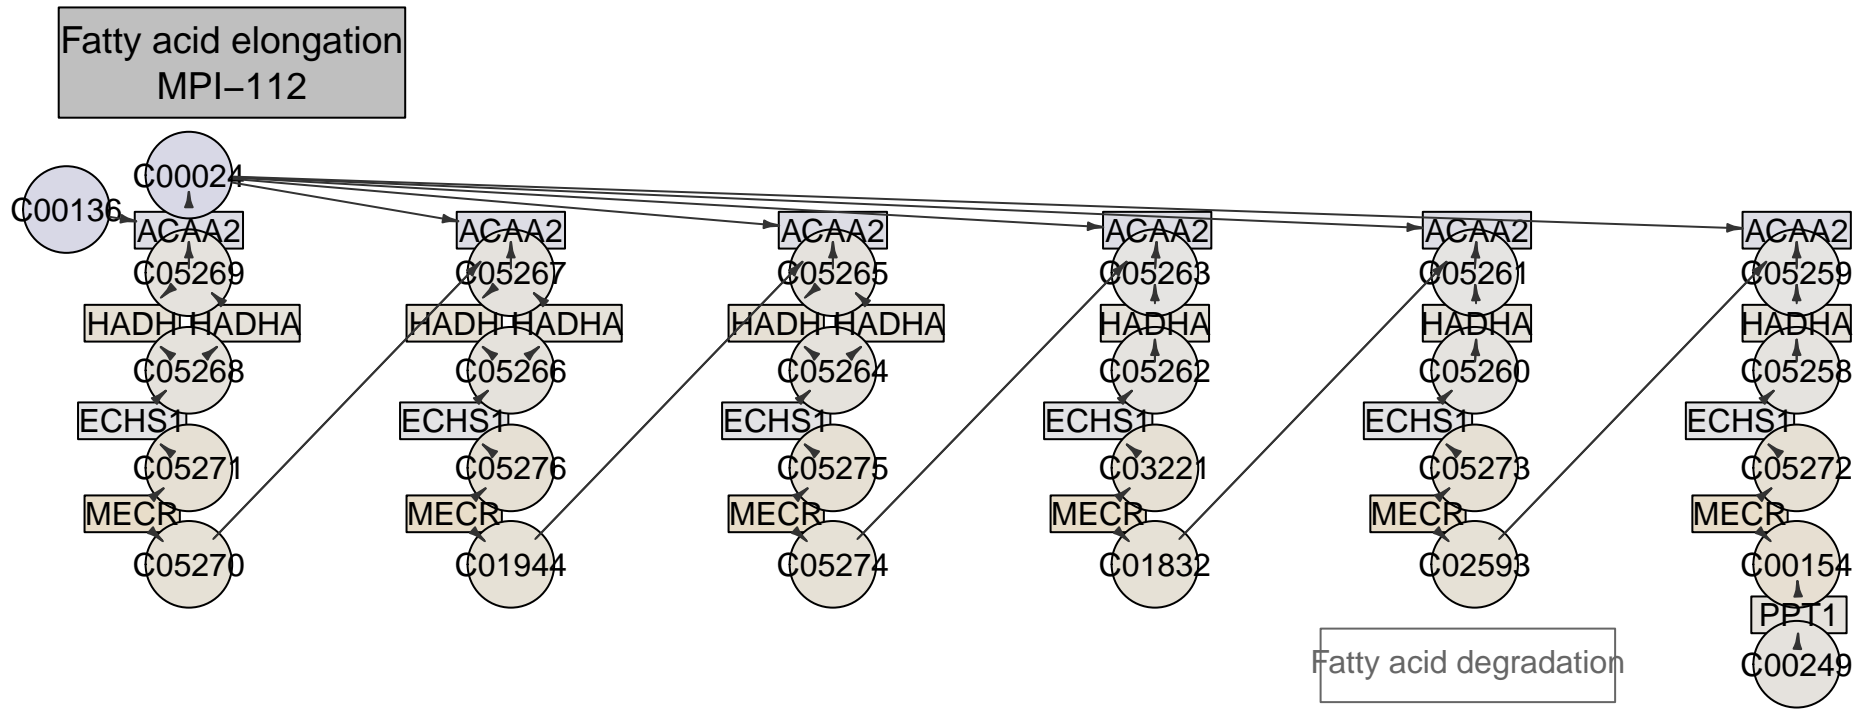 Fatty acid elongation
MPI−112
C00024
C00136
ACAA2 ACAA2 ACAA2 ACAA2 ACAA2 ACAA2
C05269 C05267 C05265 C05263 C05261 C05259
HADH HADHA HADH HADHA HADH HADHA HADHA HADHA HADHA
C05268 C05266 C05264 C05262 C05260 C05258
ECHS1 ECHS1 ECHS1 ECHS1 ECHS1 ECHS1
C05271 C05276 C05275 C03221 C05273 C05272
MECR MECR MECR MECR MECR MECR
C05270 C01944 C05274 C01832 C02593 C00154
PPT1
Fatty acid degradation
C00249